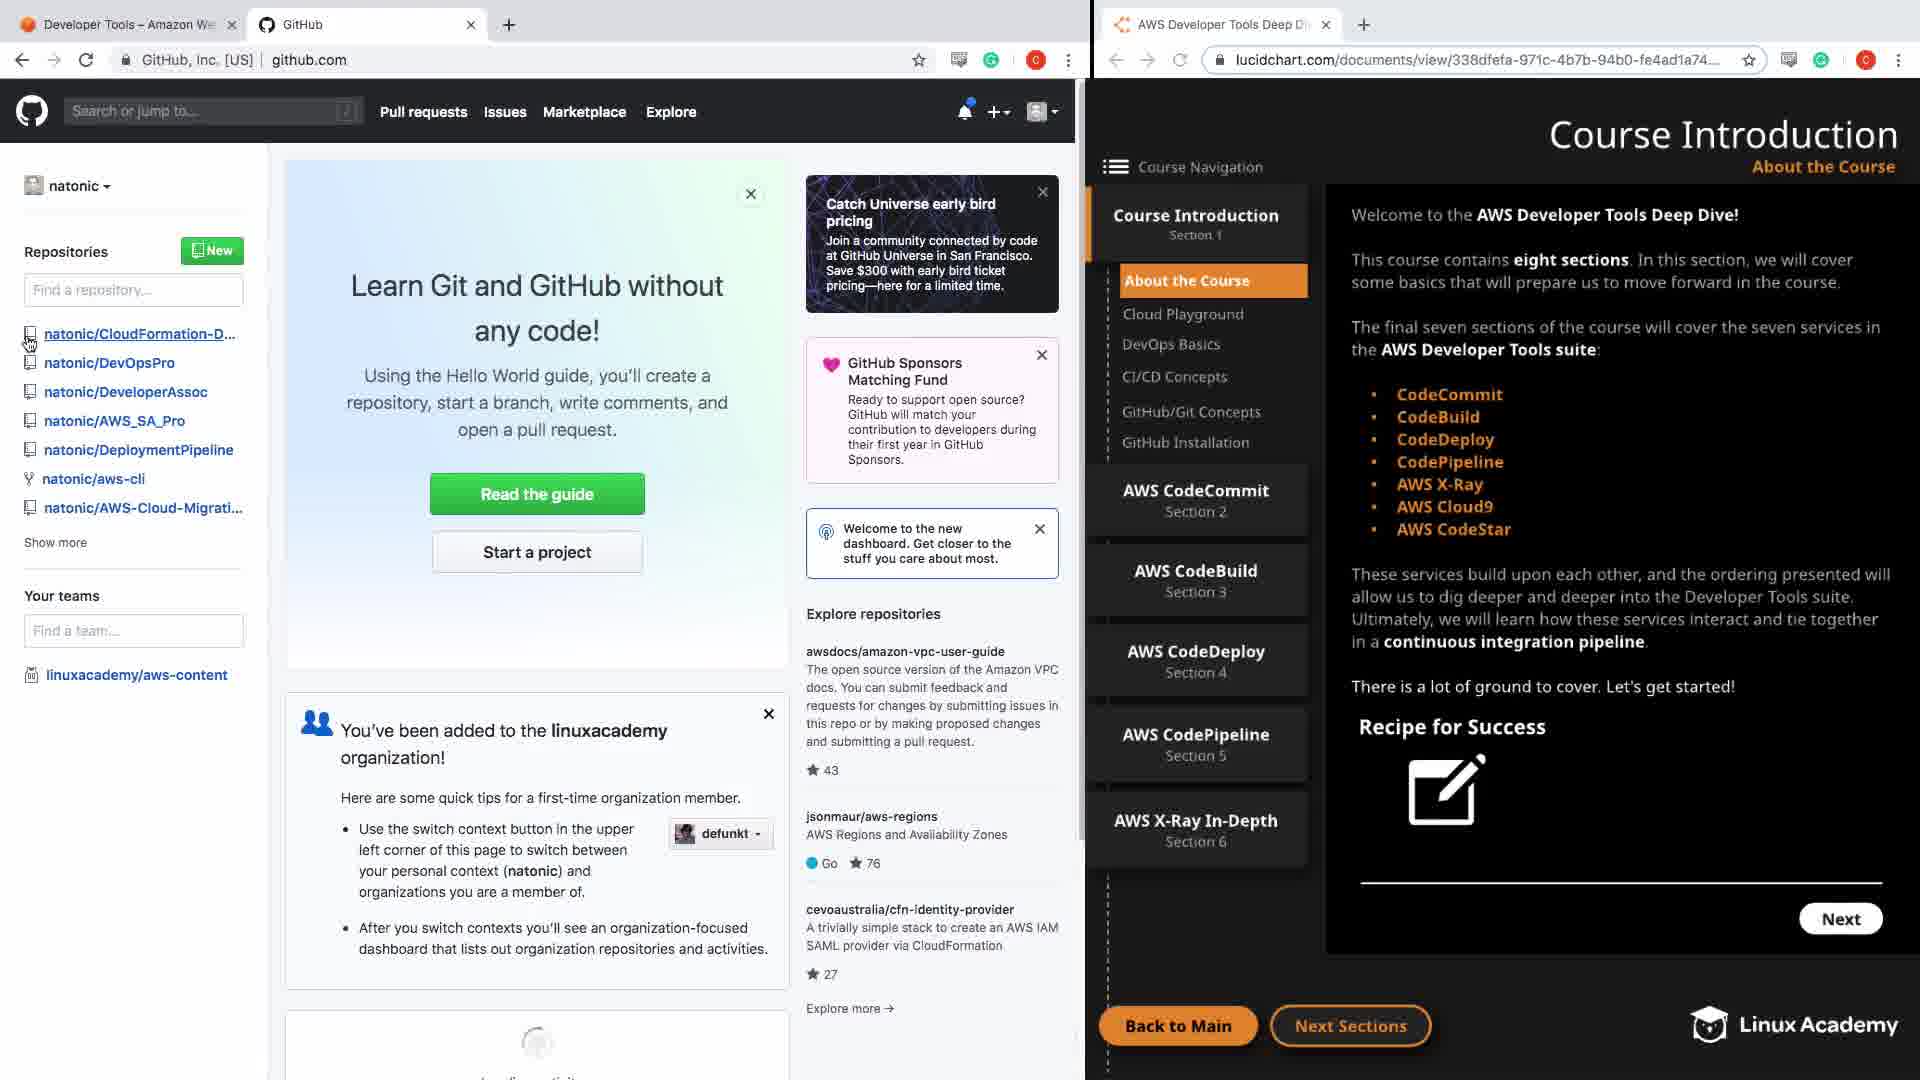 Developer Tools – Amazon We
GitHub
GitHub, Inc. [US] | github.com
C
Search or jump to...
/
Pull requests
Issues
Marketplace
Explore
natonic
Repositories
New
Find a repository...
natonic/CloudFormation-D...
natonic/DevOpsPro
natonic/DeveloperAssoc
natonic/AWS_SA_Pro
natonic/DeploymentPipeline
natonic/aws-cli
natonic/AWS-Cloud-Migrati...
Show more
Your teams
Find a team...
linuxacademy/aws-content
Learn Git and GitHub without
any code!
Using the Hello World guide, you’ll create a
repository, start a branch, write comments, and
open a pull request.
Read the guide
Start a project
You’ve been added to the linuxacademy
organization!
Here are some quick tips for a first-time organization member.
Use the switch context button in the upper
left corner of this page to switch between
your personal context (natonic) and
organizations you are a member of.
defunkt
After you switch contexts you’ll see an organization-focused
dashboard that lists out organization repositories and activities.
Catch Universe early bird
pricing
Join a community connected by code
at GitHub Universe in San Francisco.
Save $300 with early bird ticket
pricing—here for a limited time.
GitHub Sponsors
Matching Fund
Ready to support open source?
GitHub will match your
contribution to developers during
their first year in GitHub
Sponsors.
Welcome to the new
dashboard. Get closer to the
stuff you care about most.
Explore repositories
awsdocs/amazon-vpc-user-guide
The open source version of the Amazon VPC
docs. You can submit feedback and
requests for changes by submitting issues in
this repo or by making proposed changes
and submitting a pull request.
43
jsonmaur/aws-regions
AWS Regions and Availability Zones
Go
76
cevoaustralia/cfn-identity-provider
A trivially simple stack to create an AWS IAM
SAML provider via CloudFormation
27
Explore more →
AWS Developer Tools Deep Di
lucidchart.com/documents/view/338dfefa-971c-4b7b-94b0-fe4ad1a74...
C
Course Introduction
About the Course
Course Navigation
Course Introduction
Section 1
About the Course
Cloud Playground
DevOps Basics
CI/CD Concepts
GitHub/Git Concepts
GitHub Installation
AWS CodeCommit
Section 2
AWS CodeBuild
Section 3
AWS CodeDeploy
Section 4
AWS CodePipeline
Section 5
AWS X-Ray In-Depth
Section 6
Welcome to the AWS Developer Tools Deep Dive!
This course contains eight sections. In this section, we will cover
some basics that will prepare us to move forward in the course.
The final seven sections of the course will cover the seven services in
the AWS Developer Tools suite:
CodeCommit
CodeBuild
CodeDeploy
CodePipeline
AWS X-Ray
AWS Cloud9
AWS CodeStar
These services build upon each other, and the ordering presented will
allow us to dig deeper and deeper into the Developer Tools suite.
Ultimately, we will learn how these services interact and tie together
in a continuous integration pipeline.
There is a lot of ground to cover. Let's get started!
Recipe for Success
Next
Back to Main
Next Sections
Linux Academy